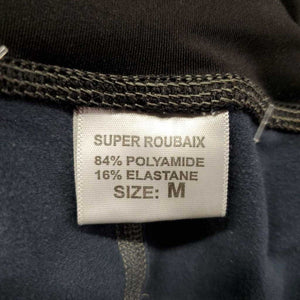 SUPER ROUBAIX
84% POLYAMIDE
16% ELASTANE
SIZE: M